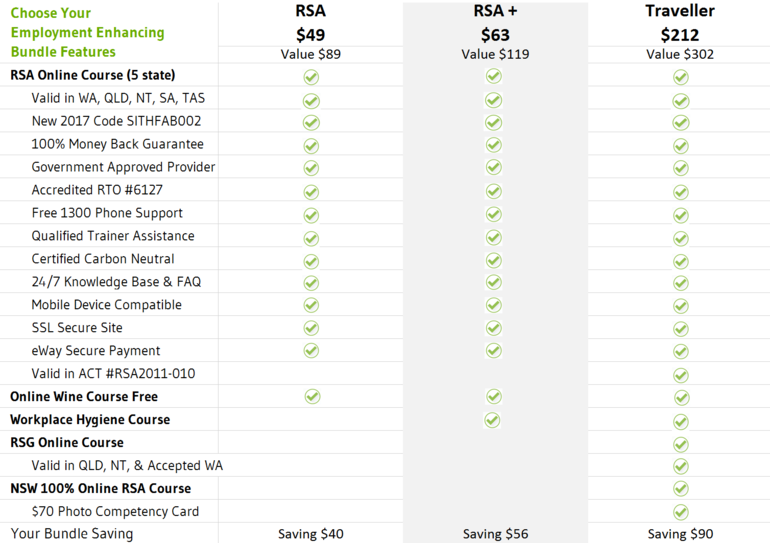 Choose Your
Employment Enhancing
Bundle Features
RSA
$49
Value $89
RSA +
$63
Value $119
Traveller
$212
Value $302
RSA Online Course (5 state)
Valid in WA, QLD, NT, SA, TAS
New 2017 Code SITHFAB002
100% Money Back Guarantee
Government Approved Provider
Accredited RTO #6127
Free 1300 Phone Support
Qualified Trainer Assistance
Certified Carbon Neutral
24/7 Knowledge Base & FAQ
Mobile Device Compatible
SSL Secure Site
eWay Secure Payment
Valid in ACT #RSA2011-010
Online Wine Course Free
Workplace Hygiene Course
RSG Online Course
Valid in QLD, NT, & Accepted WA
NSW 100% Online RSA Course
$70 Photo Competency Card
Your Bundle Saving Saving $40 Saving $56 Saving $90